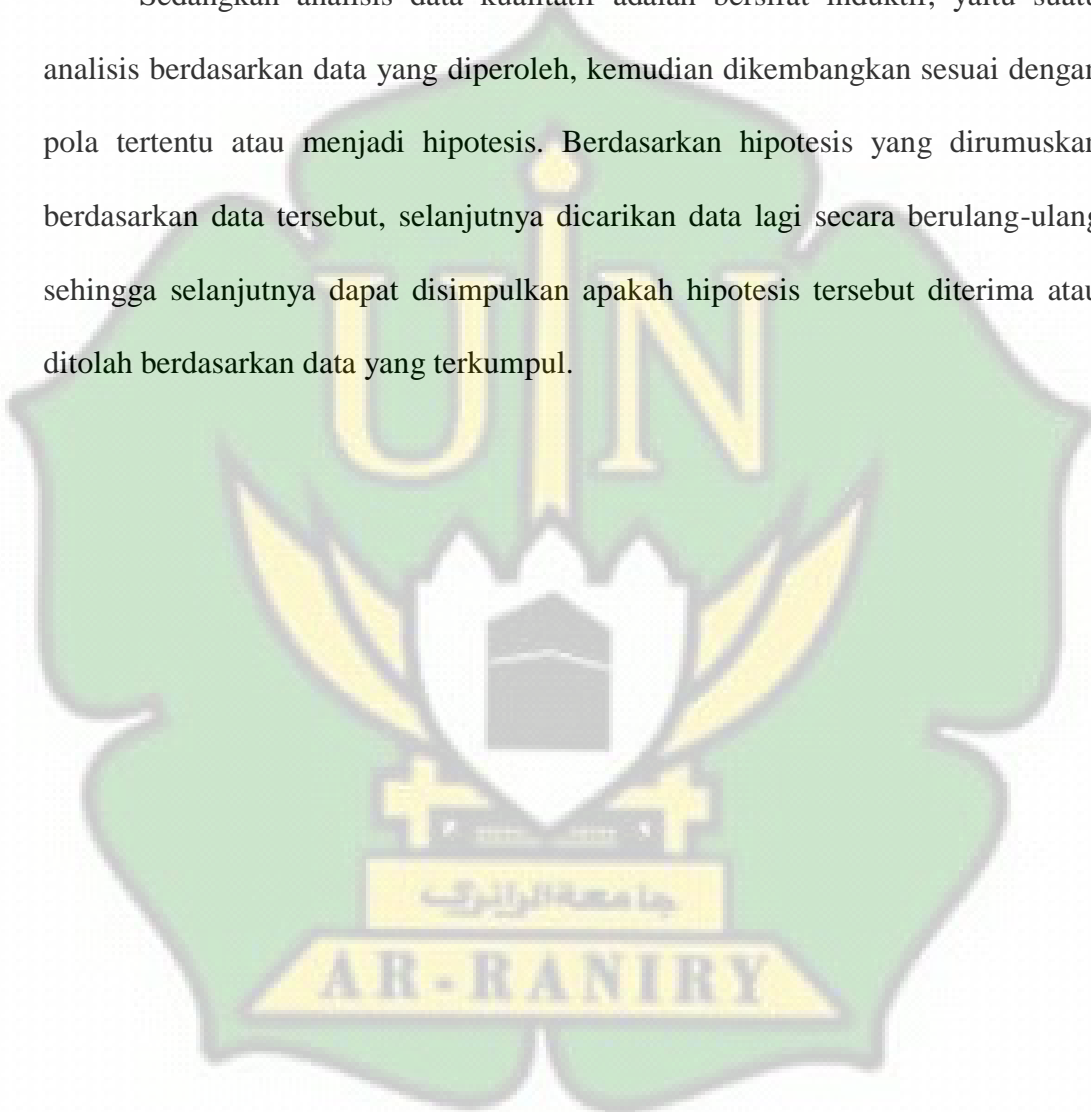 Sedangkan analisis data kualitatif adalah bersifat induktif, yaitu suatu
analisis berdasarkan data yang diperoleh, kemudian dikembangkan sesuai dengan
pola tertentu atau menjadi hipotesis. Berdasarkan hipotesis yang dirumuskan
berdasarkan data tersebut, selanjutnya dicarikan data lagi secara berulang-ulang
sehingga selanjutnya dapat disimpulkan apakah hipotesis tersebut diterima atau
ditolah berdasarkan data yang terkumpul.
UIN
جامعة الرانري
AR-RANIRY